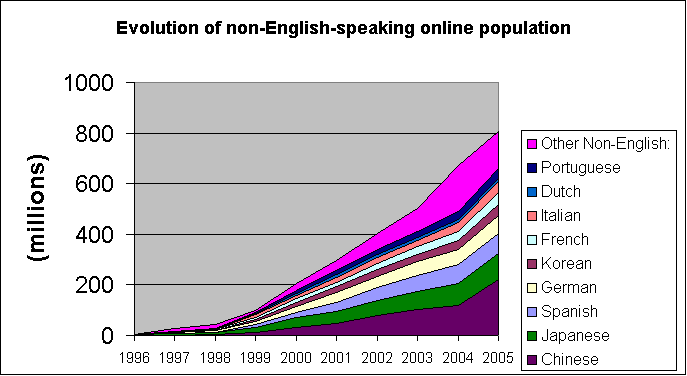 Evolution of non-English-speaking online population
1000
800
600
400
200
0
(millions)
1996 1997 1998 1999 2000 2001 2002 2003 2004 2005
Other Non-English:
Portuguese
Dutch
Italian
French
Korean
German
Spanish
Japanese
Chinese